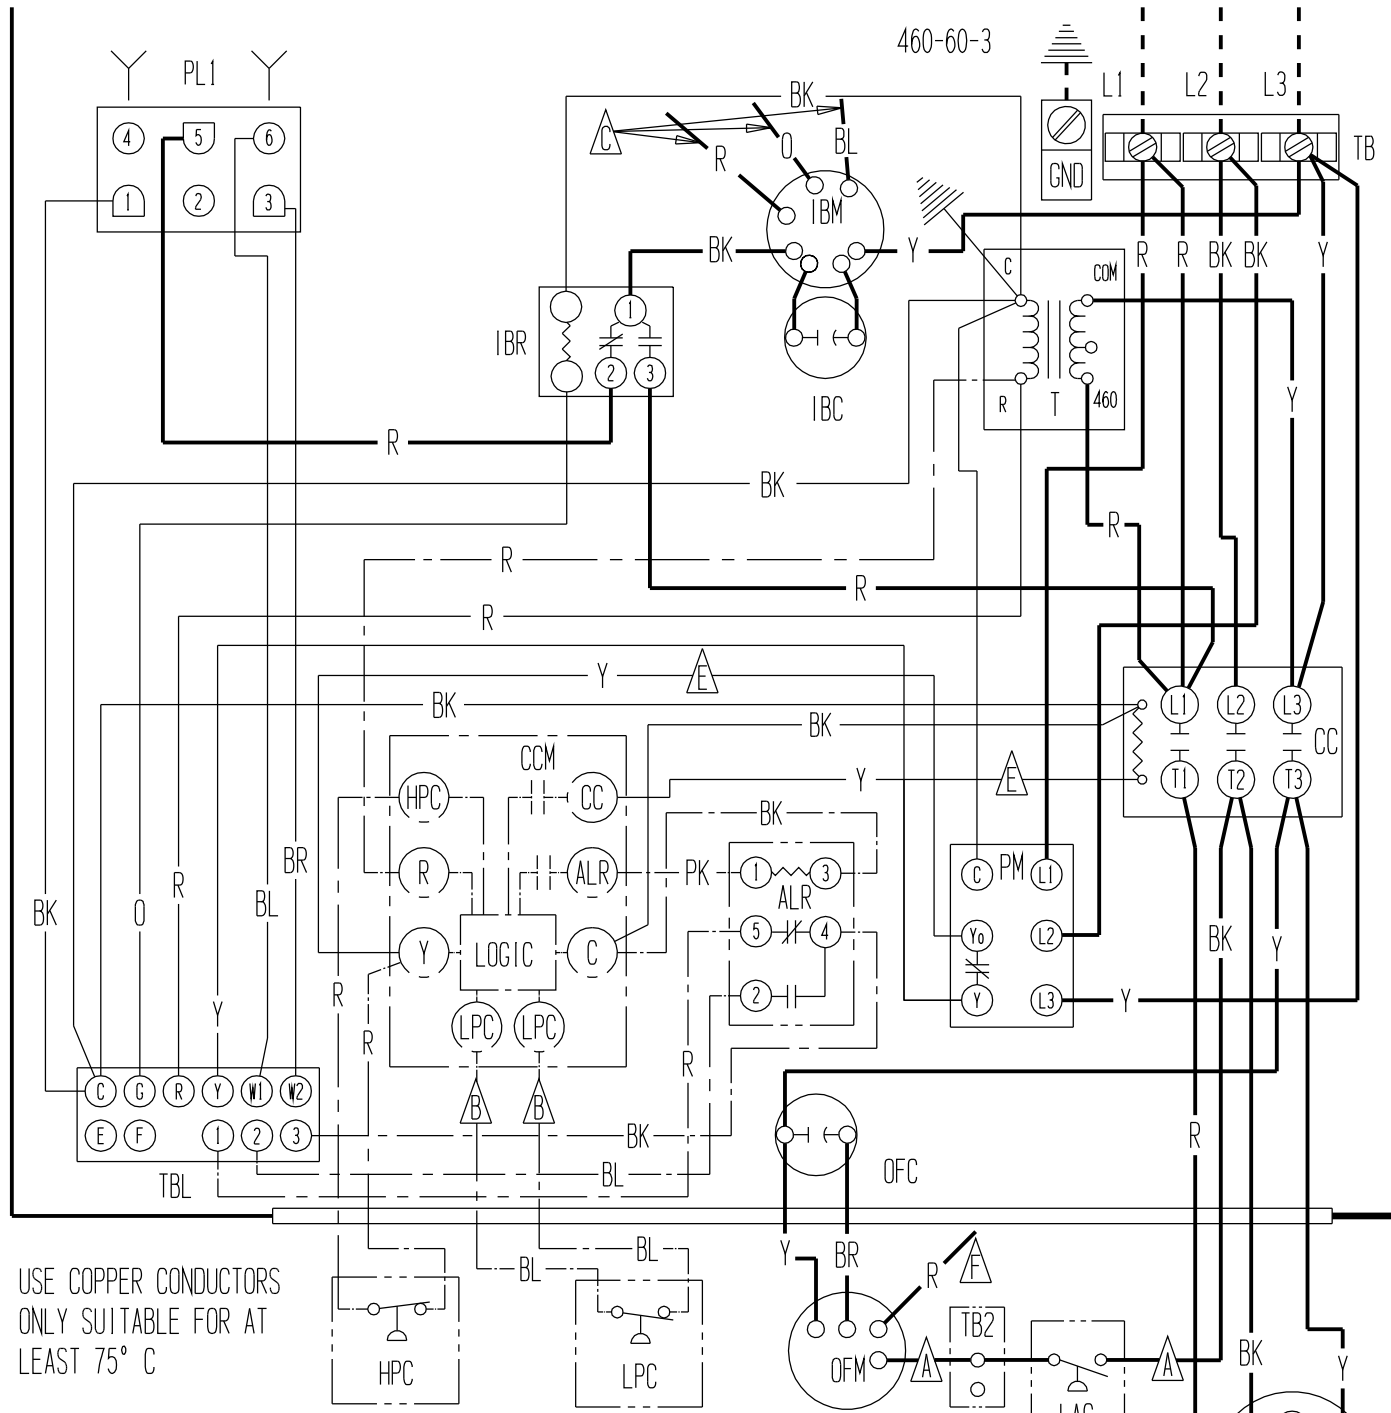 460-60-3
PL1
L1 L2 L3
4 5 6
BK
C
R O BL
TB
GND
1 2 3
IBM
BK Y
R R BK BK Y
C COM
1
IBR
2 3
IBC
R T 460
Y
R
BK
R
R
R
R
Y E
BK
BK
L1 L2 L3
CC
CCM
HPC CC
Y E
T1 T2 T3
BK
R ALR
PK
1 3
ALR
C PM L1
BR
R
BL
BK
O
Y LOGIC C
5 4
Yo L2
BK Y
R
2
Y L3
Y
Y
LPC LPC
R
R
C G R Y W1 W2
B B
E F 1 2 3
BK
R
TBL
BL
OFC
Y BR R F
BL
BL
USE COPPER CONDUCTORS
ONLY SUITABLE FOR AT
LEAST 75° C
HPC
LPC
TB2
OFM A A
BK Y